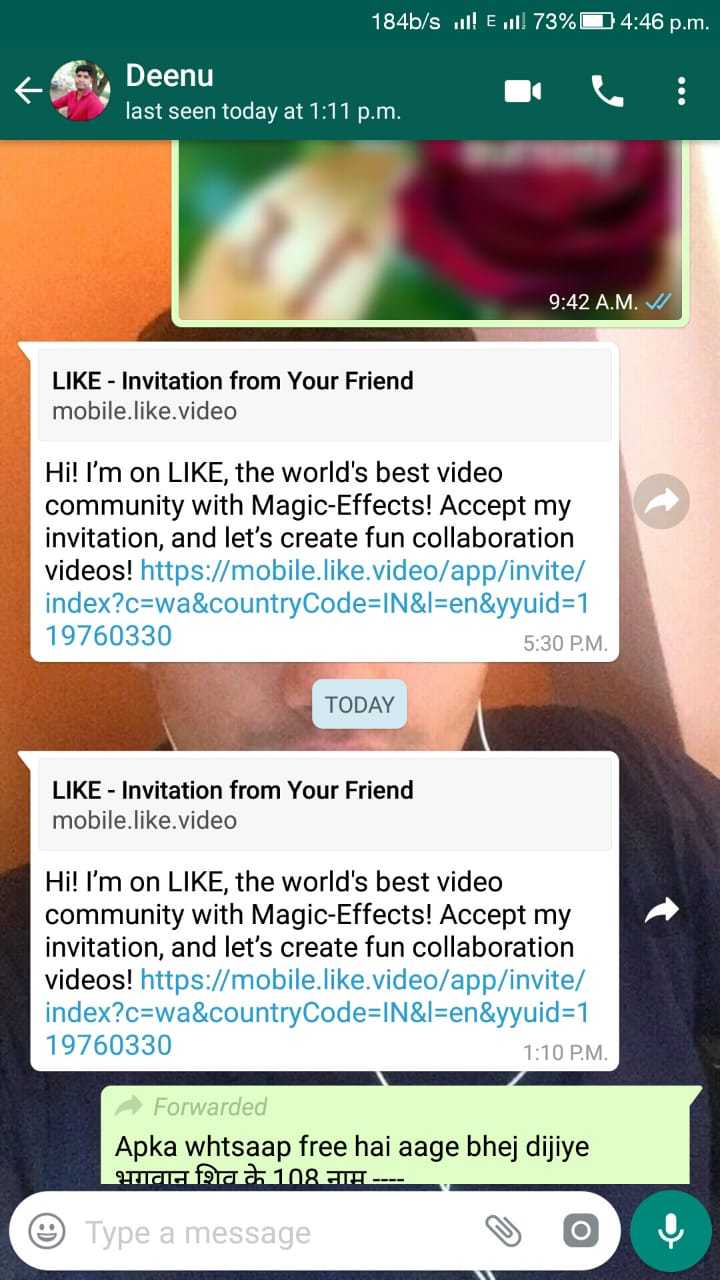 184b/s E 73% 4:46 p.m.
Deenu
last seen today at 1:11 p.m.
9:42 A.M.
LIKE - Invitation from Your Friend
mobile.like.video
Hi! I’m on LIKE, the world's best video
community with Magic-Effects! Accept my
invitation, and let’s create fun collaboration
videos! https://mobile.like.video/app/invite/
index?c=wa&countryCode=IN&l=en&yyuid=1
19760330
5:30 P.M.
TODAY
LIKE - Invitation from Your Friend
mobile.like.video
Hi! I’m on LIKE, the world's best video
community with Magic-Effects! Accept my
invitation, and let’s create fun collaboration
videos! https://mobile.like.video/app/invite/
index?c=wa&countryCode=IN&l=en&yyuid=1
19760330
1:10 P.M.
Forwarded
Apka whtsaap free hai aage bhej dijiye
भगवान शिव के 108 नाम ----
Type a message